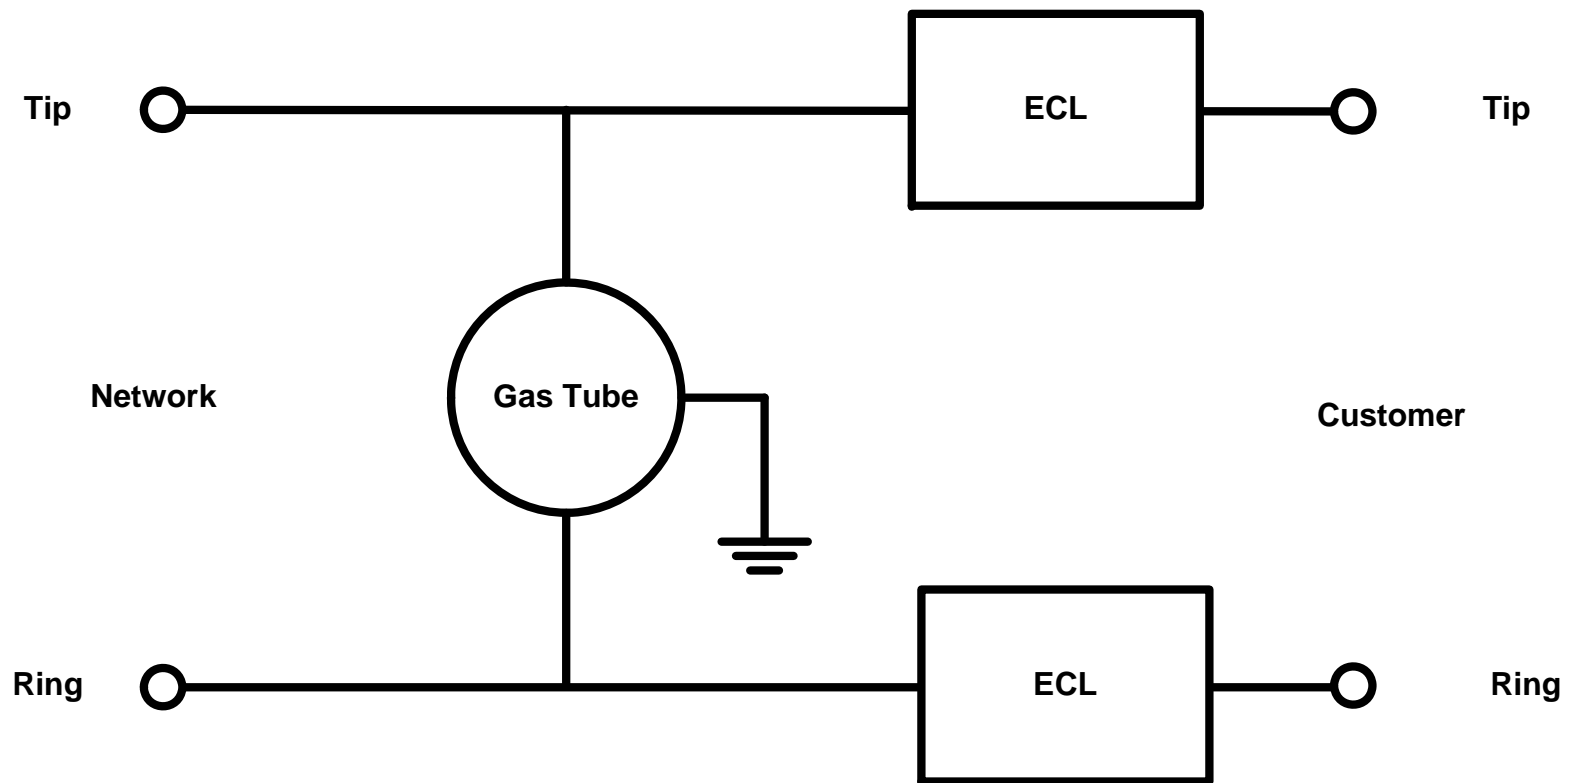 Tip
ECL
Tip
Network
Gas Tube
Customer
Ring
ECL
Ring